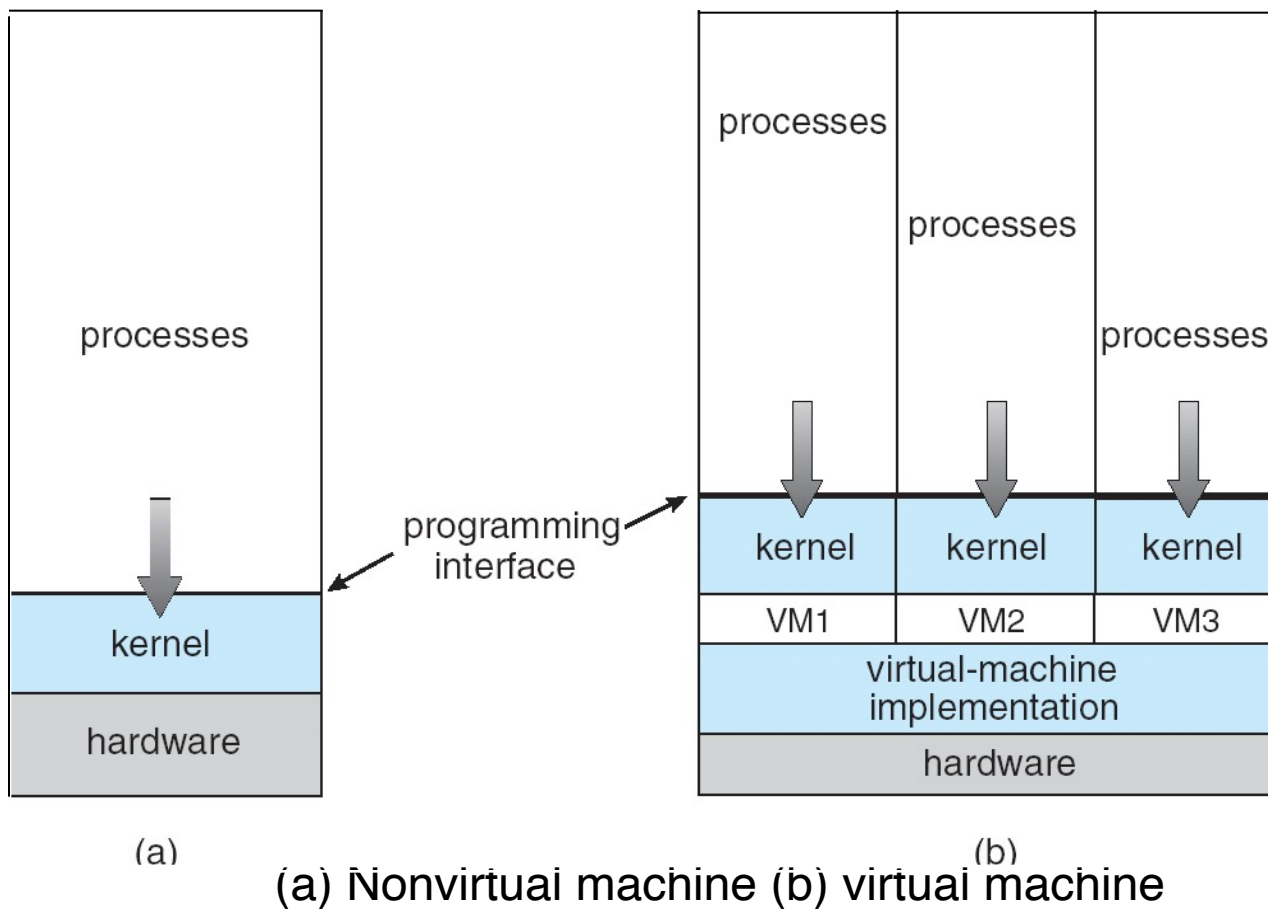 processes
kernel
hardware
programming
interface
processes
processes
processes
kernel kernel kernel
VM1 VM2 VM3
virtual-machine
implementation
hardware
(a) (b)
(a) Nonvirtual machine (b) virtual machine